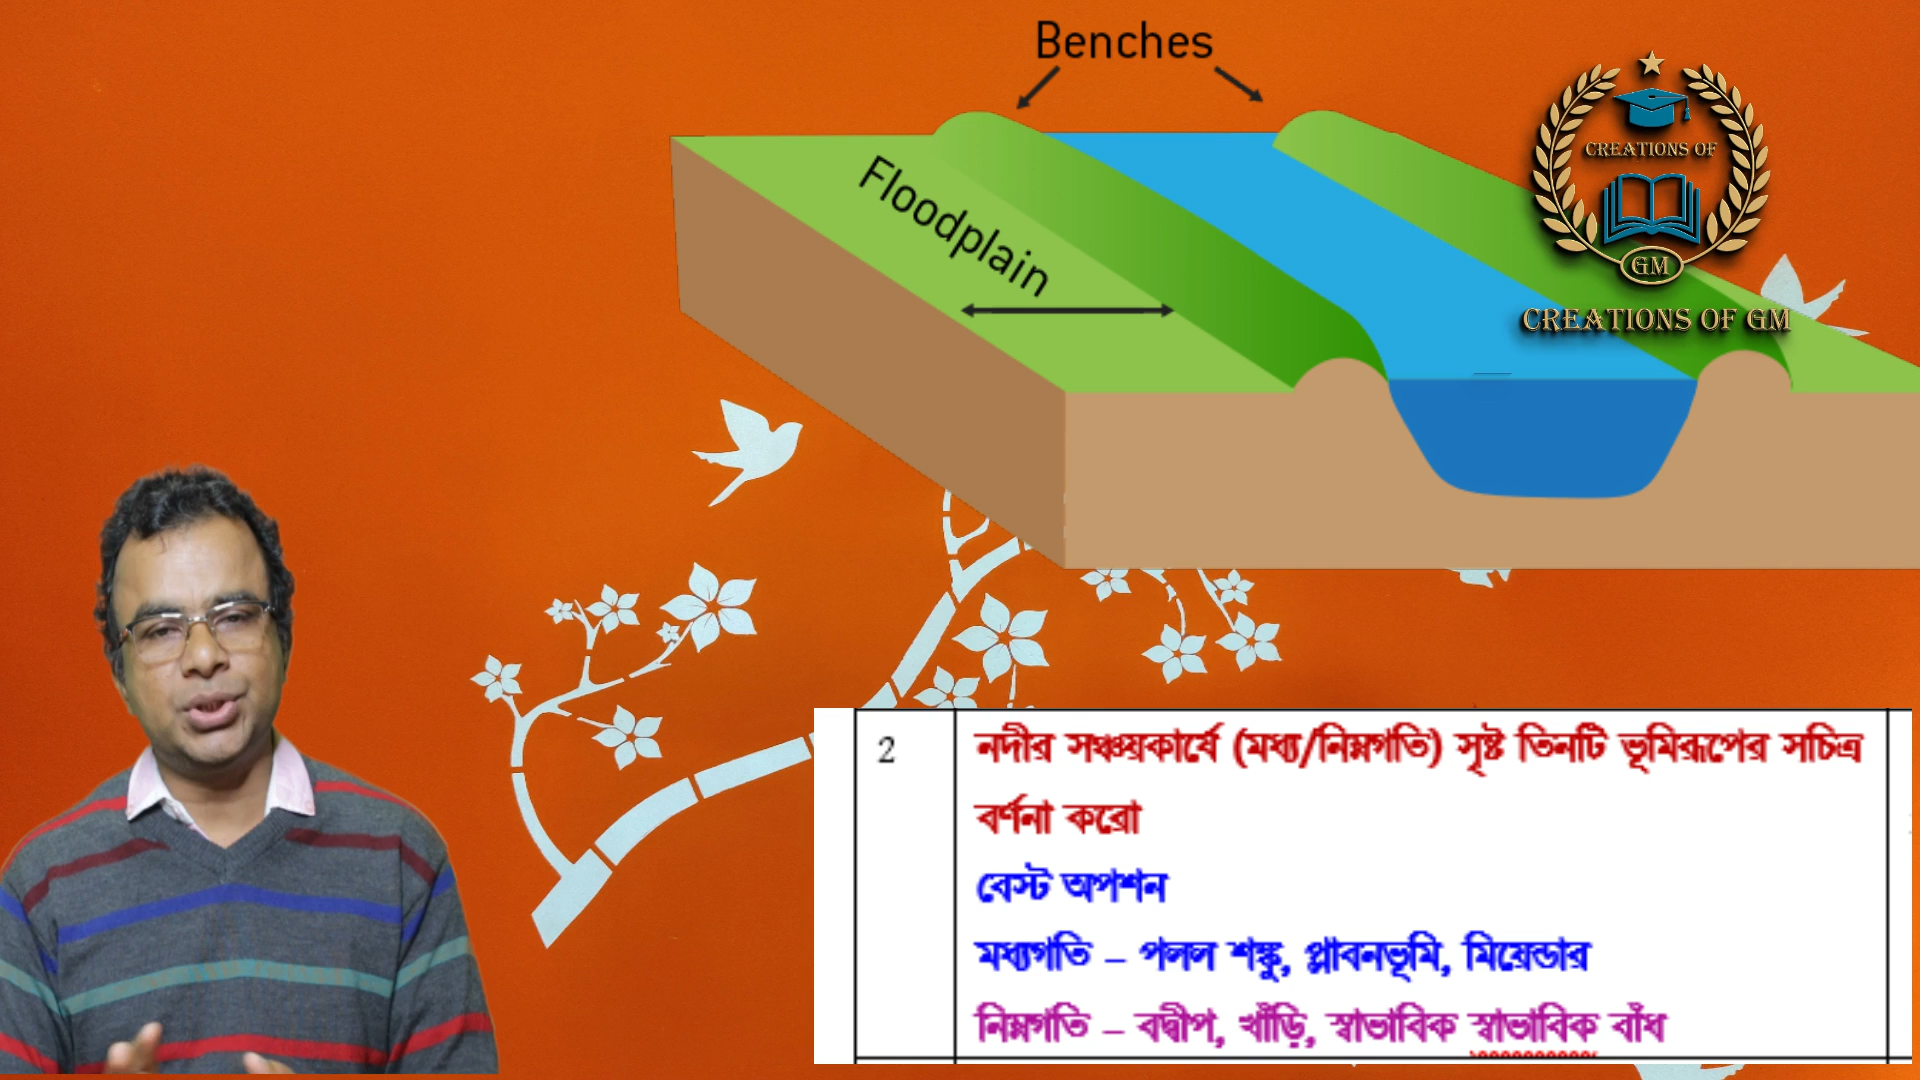 Benches
Floodplain
CREATIONS OF
GM
CREATIONS OF GM
2
নদীর সঞ্চয়কার্যে (মধ্য/নিম্নগতি) সৃষ্ট তিনটি ভূমিরূপের সচিত্র
বর্ণনা করো
বেস্ট অপশন
মধ্যগতি – পলল শঙ্কু, প্লাবনভূমি, মিয়েন্ডার
নিম্নগতি – বদ্বীপ, খাঁড়ি, স্বাভাবিক স্বাভাবিক বাঁধ